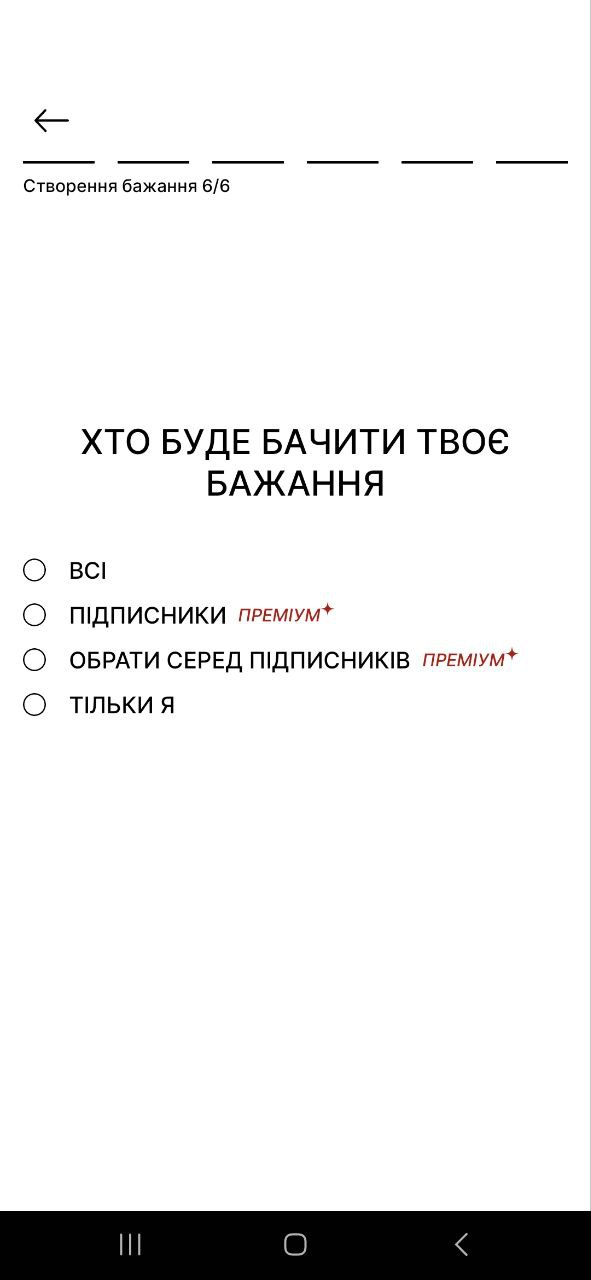 Створення бажання 6/6
ХТО БУДЕ БАЧИТИ ТВОЄ
БАЖАННЯ
ВСІ
ПІДПИСНИКИ ПРЕМІУМ
ОБРАТИ СЕРЕД ПІДПИСНИКІВ ПРЕМІУМ
ТІЛЬКИ Я